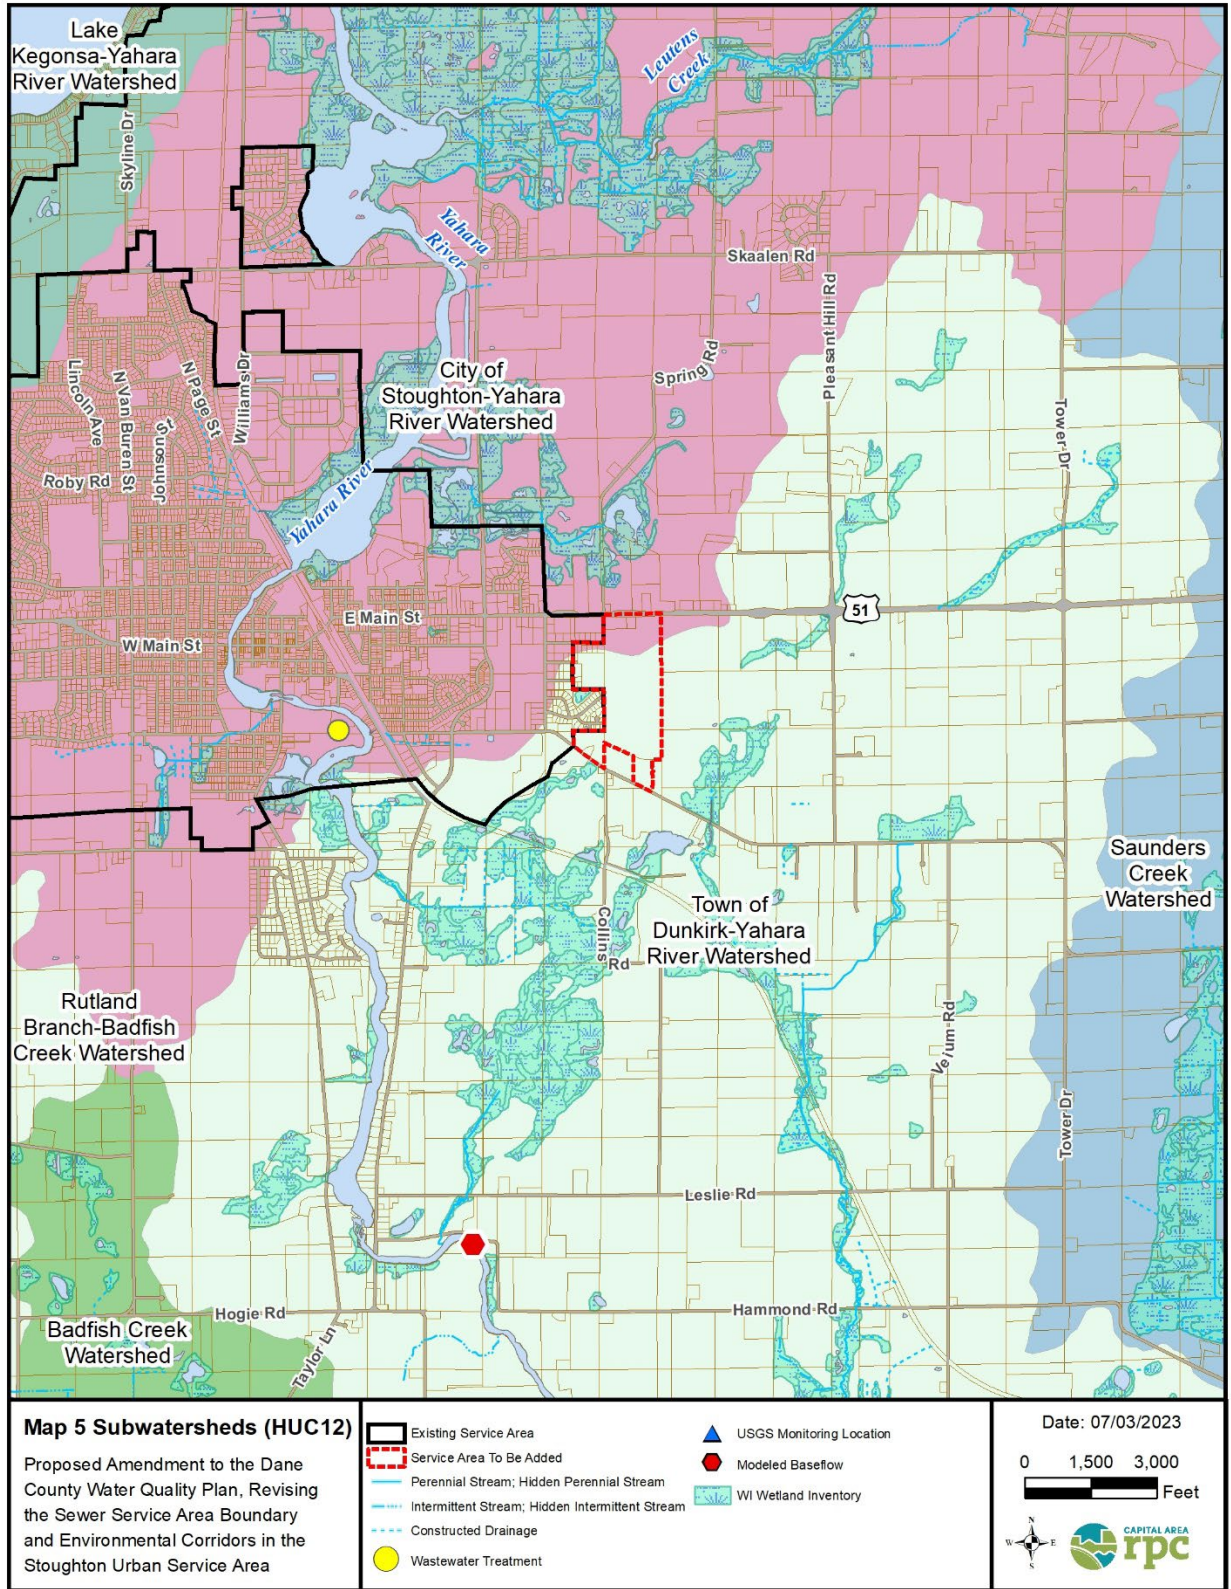 Lake
Kegonsa-Yahara
River Watershed
Skyline Dr
Leutens
Creek
Yahara
River
Skaalen Rd
Pleasant Hill Rd
Spring Rd
City of
Stoughton-Yahara
River Watershed
Lincoln Ave
N Van Buren St
Johnson St
N Page St
Williams Dr
Tower Dr
Roby Rd
Yahara River
51
E Main St
W Main St
Saunders
Creek
Watershed
Town of
Dunkirk-Yahara
River Watershed
Collins
Rd
Rutland
Branch-Badfish
Creek Watershed
Vejum Rd
Tower Dr
Leslie Rd
Hogie Rd
Hammond Rd
Badfish Creek
Watershed
Taylor Ln
Map 5 Subwatersheds (HUC12)
Proposed Amendment to the Dane
County Water Quality Plan, Revising
the Sewer Service Area Boundary
and Environmental Corridors in the
Stoughton Urban Service Area
Existing Service Area
Service Area To Be Added
Perennial Stream; Hidden Perennial Stream
Intermittent Stream; Hidden Intermittent Stream
Constructed Drainage
Wastewater Treatment
USGS Monitoring Location
Modeled Baseflow
WI Wetland Inventory
Date: 07/03/2023
0 1,500 3,000
Feet
N
W E
S
CAPITAL AREA
rpc